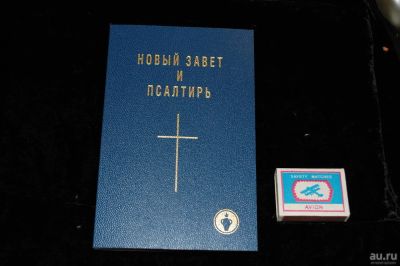 НОВЫЙ ЗАВЕТ
И
ПСАЛТИРЬ
SAFETY MATCHES
AVION
au.ru